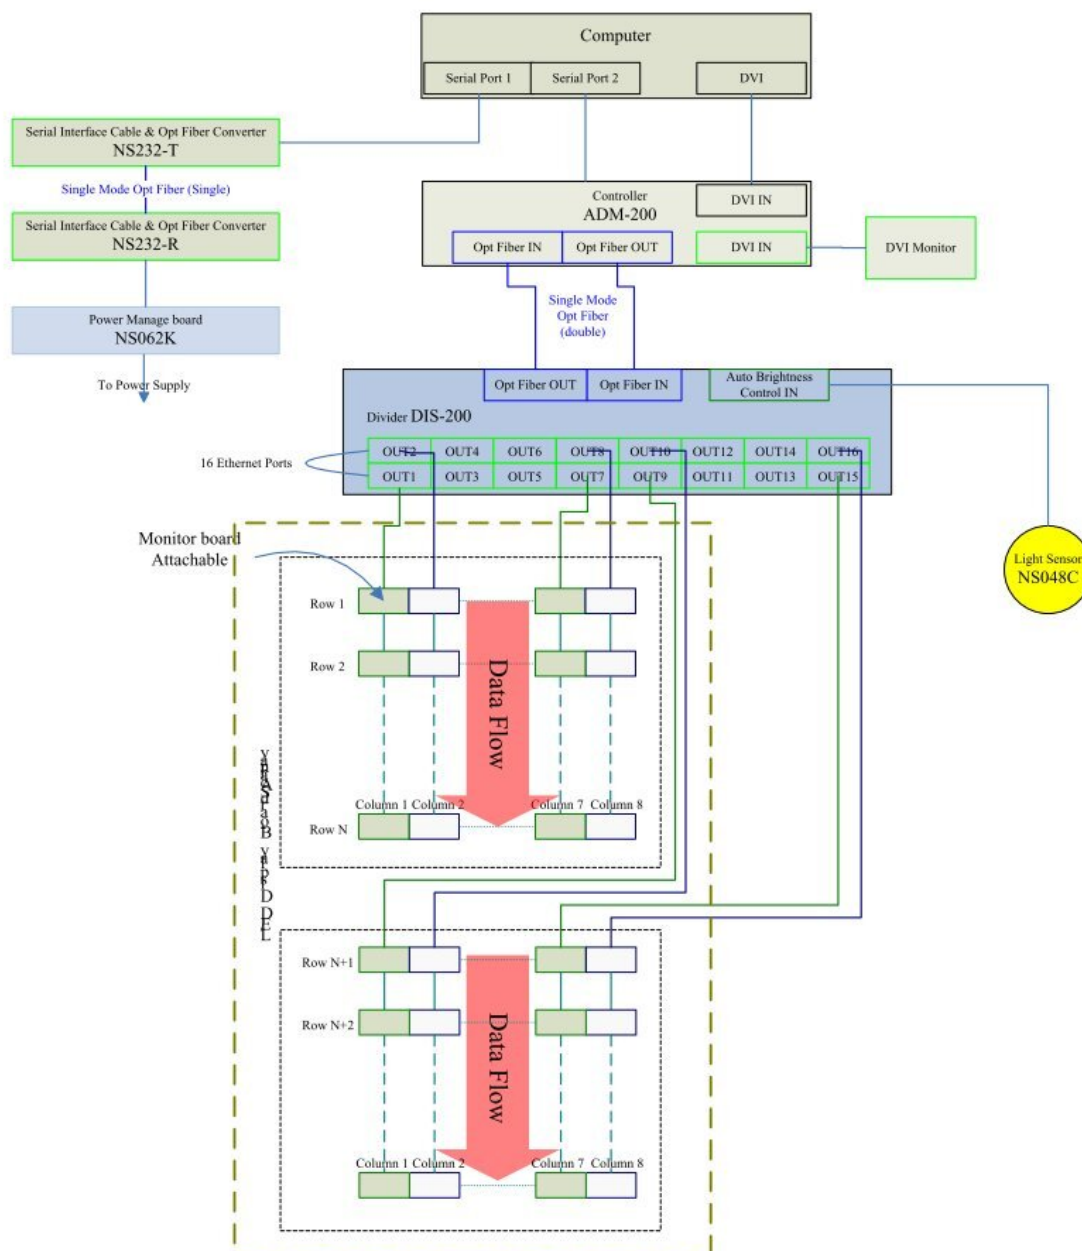 Computer
Serial Port 1
Serial Port 2
DVI
Serial Interface Cable & Opt Fiber Converter
NS232-T
Single Mode Opt Fiber (Single)
Serial Interface Cable & Opt Fiber Converter
NS232-R
Power Manage board
NS062K
To Power Supply
Controller
ADM-200
DVI IN
Opt Fiber IN
Opt Fiber OUT
DVI IN
DVI Monitor
Single Mode
Opt Fiber
(double)
Opt Fiber OUT
Opt Fiber IN
Auto Brightness
Control IN
Divider DIS-200
16 Ethernet Ports
OUT2 OUT4 OUT6 OUT8 OUT10 OUT12 OUT14 OUT16
OUT1 OUT3 OUT5 OUT7 OUT9 OUT11 OUT13 OUT15
Light Sensor
NS048C
Monitor board
Attachable
Row 1
Row 2
Data Flow
Column 1 Column 2 Column 7 Column 8
Row N
Row N+1
Row N+2
Data Flow
Column 1 Column 2 Column 7 Column 8